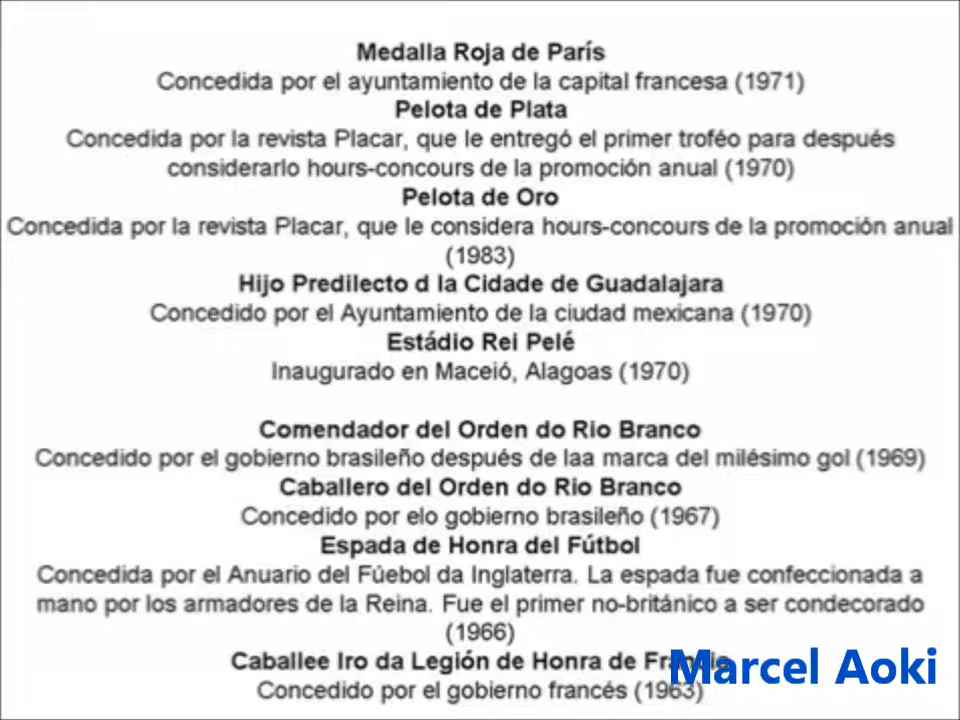 Medalla Roja de París
Concedida por el ayuntamiento de la capital francesa (1971)
Pelota de Plata
Concedida por la revista Placar, que le entregó el primer troféo para después
considerarlo hours-concours de la promoción anual (1970)
Pelota de Oro
Concedida por la revista Placar, que le considera hours-concours de la promoción anual
(1983)
Hijo Predilecto d la Cidade de Guadalajara
Concedido por el Ayuntamiento de la ciudad mexicana (1970)
Estádio Rei Pelé
Inaugurado en Maceió, Alagoas (1970)
Comendador del Orden do Rio Branco
Concedido por el gobierno brasileño después de laa marca del milésimo gol (1969)
Caballero del Orden do Rio Branco
Concedido por elo gobierno brasileño (1967)
Espada de Honra del Fútbol
Concedida por el Anuario del Fúebol da Inglaterra. La espada fue confeccionada a
mano por los armadores de la Reina. Fue el primer no-británico a ser condecorado
(1966)
Caballee Iro da Legión de Honra de Francia
Concedido por el gobierno francés (1963)
Marcel Aoki